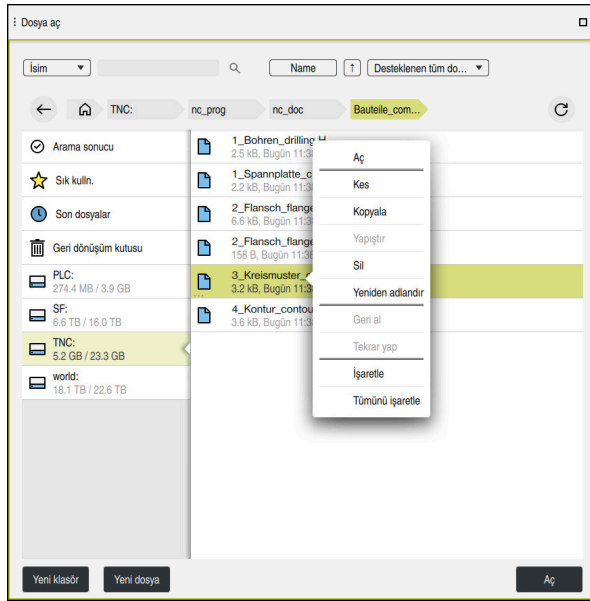 Dosya aç
İsim
Name
Desteklenen tüm do...
TNC:
nc_prog
nc_doc
Bauteile_com...
Arama sonucu
Sık kulln.
Son dosyalar
Geri dönüşüm kutusu
PLC:
274.4 MB / 3.9 GB
SF:
6.6 TB / 16.0 TB
TNC:
5.2 GB / 23.3 GB
world:
18.1 TB / 22.6 TB
1_Bohren_drilling.H
2.5 kB, Bugün 11:3
1_Spannplatte_c
2.2 kB, Bugün 11:3
2_Flansch_flange
6.6 kB, Bugün 11:3
2_Flansch_flange
158 B, Bugün 11:38
3_Kreismuster_
3.2 kB, Bugün 11:3
4_Kontur_contou
3.6 kB, Bugün 11:3
Aç
Kes
Kopyala
Yapıştır
Sil
Yeniden adlandır
Geri al
Tekrar yap
İşaretle
Tümünü işaretle
Yeni klasör
Yeni dosya
Aç